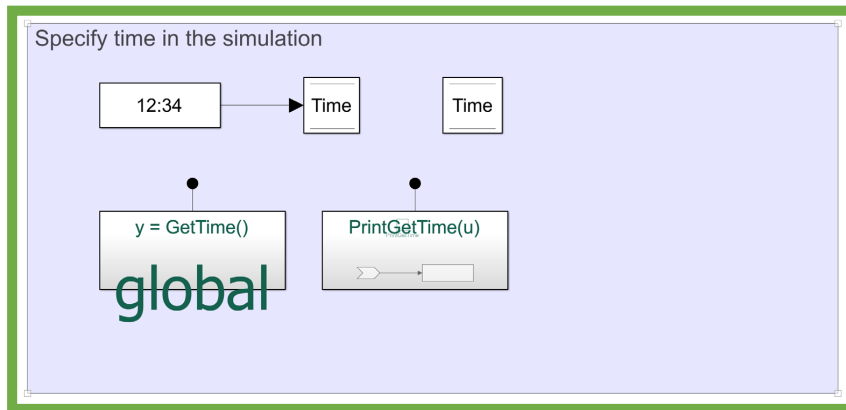 Specify time in the simulation
12:34
Time
Time
y = GetTime()
PrintGetTime(u)
global